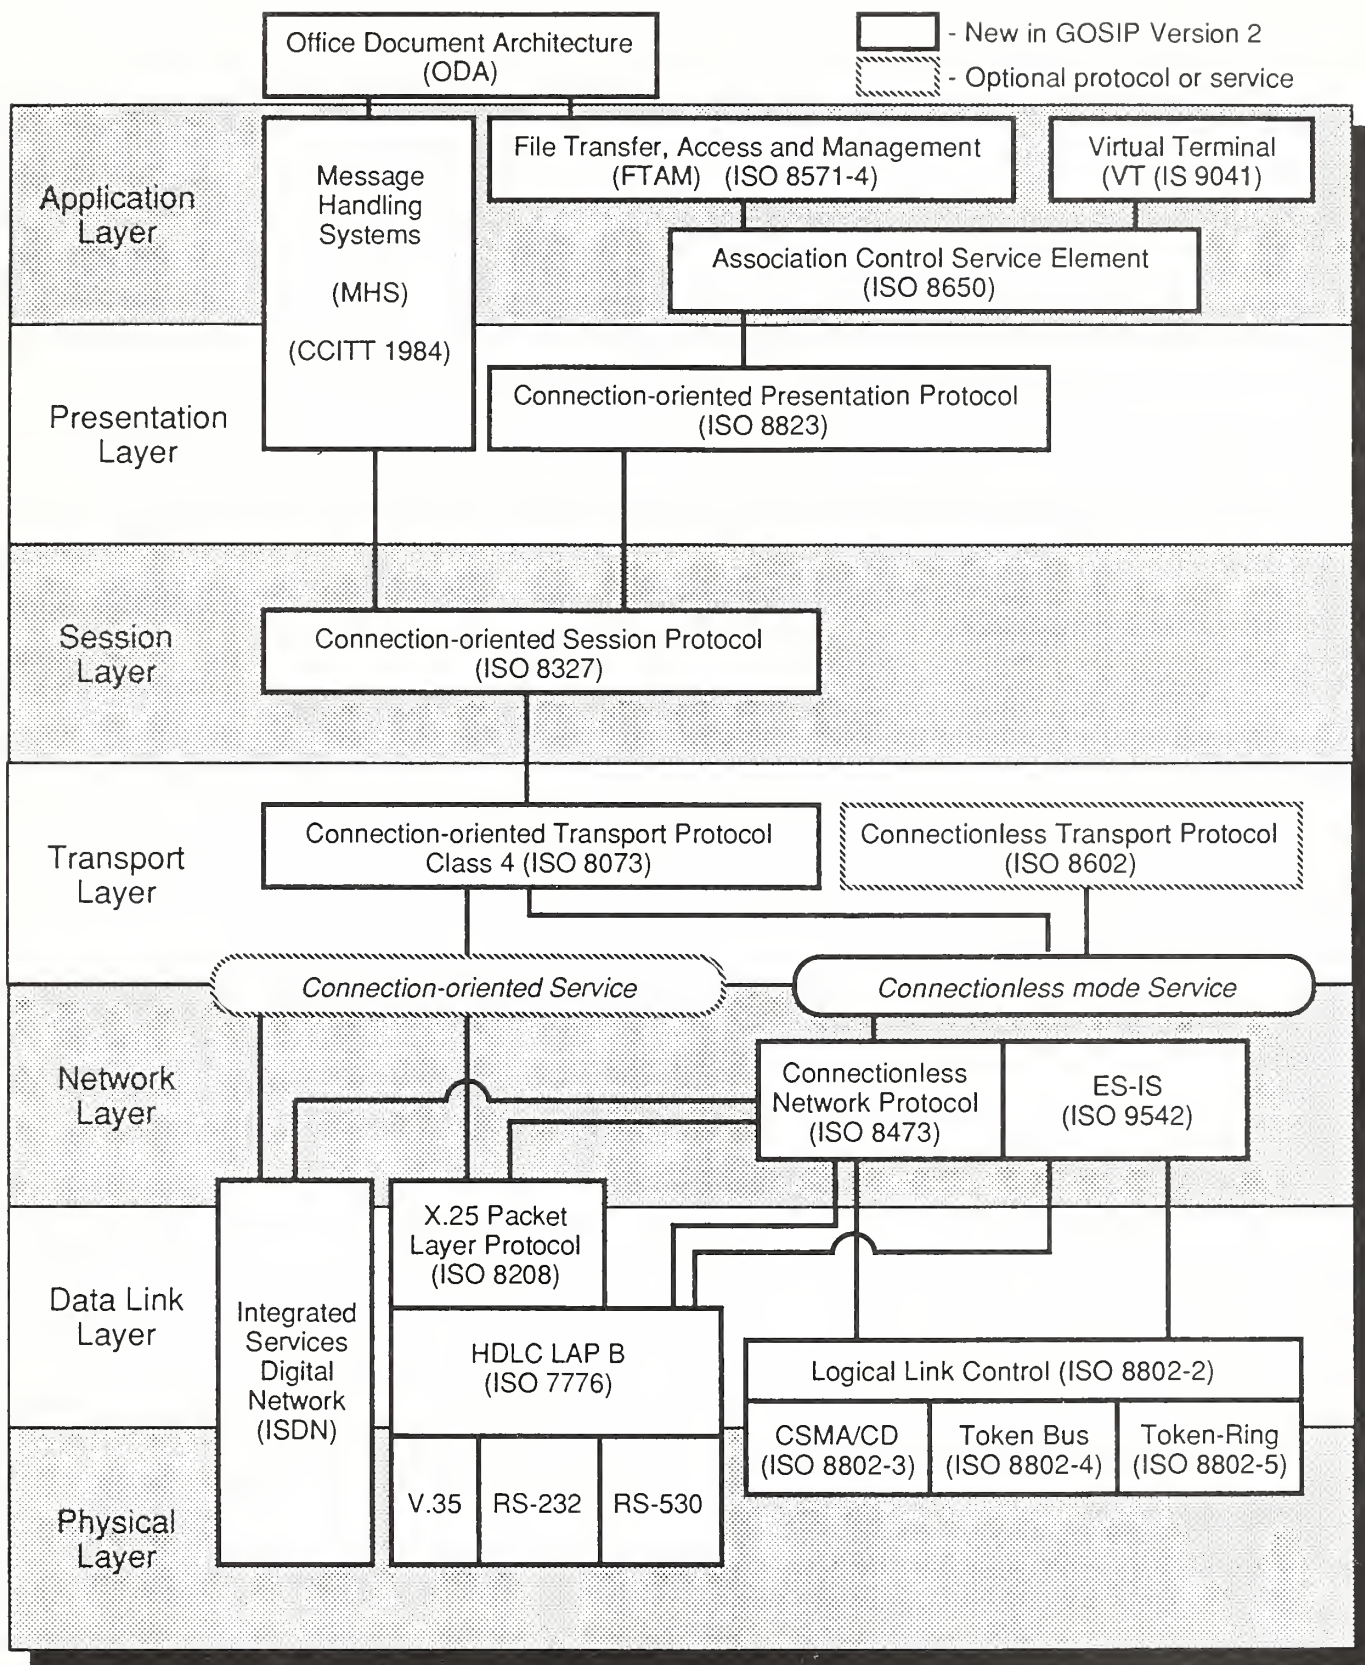 Office Document Architecture
(ODA)
- New in GOSIP Version 2
- Optional protocol or service
Application
Layer
Message
Handling
Systems
(MHS)
(CCITT 1984)
File Transfer, Access and Management
(FTAM) (ISO 8571-4)
Virtual Terminal
(VT (IS 9041)
Association Control Service Element
(ISO 8650)
Presentation
Layer
Connection-oriented Presentation Protocol
(ISO 8823)
Session
Layer
Connection-oriented Session Protocol
(ISO 8327)
Transport
Layer
Connection-oriented Transport Protocol
Class 4 (ISO 8073)
Connectionless Transport Protocol
(ISO 8602)
Connection-oriented Service
Connectionless mode Service
Network
Layer
Connectionless
Network Protocol
(ISO 8473)
ES-IS
(ISO 9542)
Data Link
Layer
Integrated
Services
Digital
Network
(ISDN)
X.25 Packet
Layer Protocol
(ISO 8208)
HDLC LAP B
(ISO 7776)
Logical Link Control (ISO 8802-2)
CSMA/CD
(ISO 8802-3)
Token Bus
(ISO 8802-4)
Token-Ring
(ISO 8802-5)
Physical
Layer
V.35
RS-232
RS-530